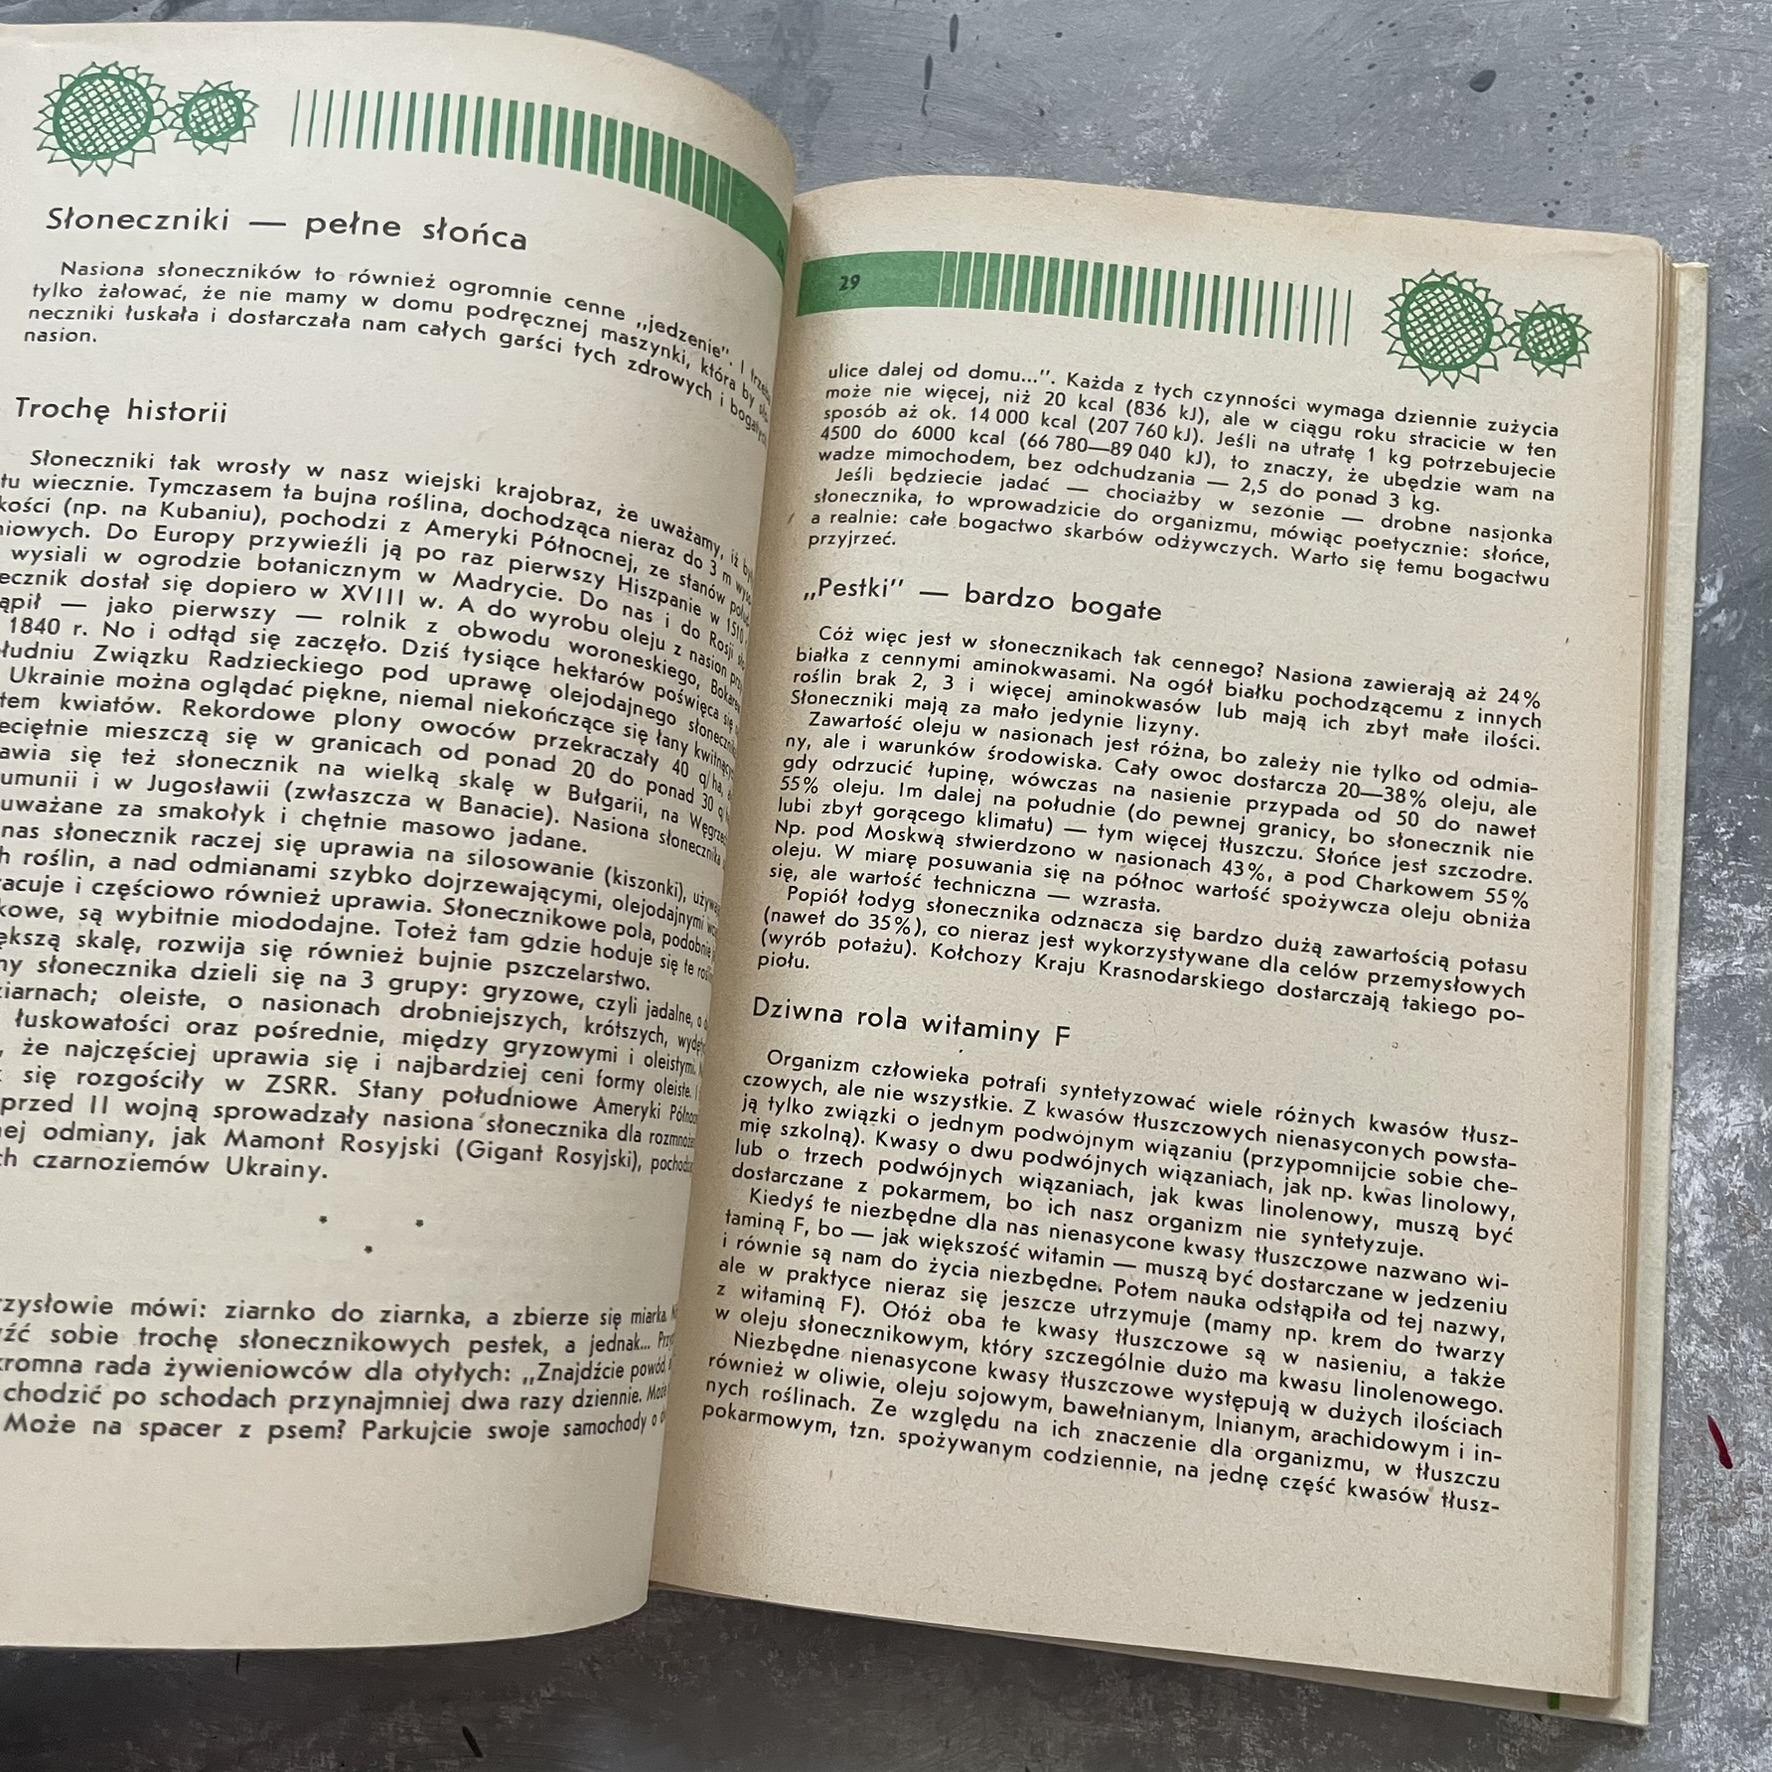 Słoneczniki — pełne słońca
Nasiona słoneczników to również ogromnie cenne „jedzenie”. I trzeba
tylko żałować, że nie mamy w domu podręcznej maszynki, która by
neczniki łuskała i dostarczała nam całych garści tych zdrowych i
nasion.
Trochę historii
Słoneczniki tak wrosły w nasz wiejski krajobraz, że uważamy, iż
tu wiecznie. Tymczasem ta bujna roślina, dochodząca nieraz do 3 m
kości (np. na Kubaniu), pochodzi z Ameryki Północnej, ze stanów
niowych. Do Europy przywieźli ją po raz pierwszy Hiszpanie w 1510
wysiali w ogrodzie botanicznym w Madrycie. Do nas i do Rosji
ecznik dostał się dopiero w XVIII w. A do wyrobu oleju z nasion
ąpił — jako pierwszy — rolnik z obwodu woroneskiego,
1840 r. No i odtąd się zaczęło. Dziś tysiące hektarów poświęca się
łudniu Związku Radzieckiego pod uprawę olejodajnego
Ukrainie można oglądać piękne, niemal niekończące się łany
tem kwiatów. Rekordowe plony owoców przekraczały 40 q/ha,
eciętnie mieszczą się w granicach od ponad 20 do ponad 30
awia się też słonecznik na wielką skalę w Bułgarii, na
umunii i w Jugosławii (zwłaszcza w Banacie). Nasiona słonecznika
uważane za smakołyk i chętnie masowo jadane.
nas słonecznik raczej się uprawia na silosowanie (kiszonki),
h roślin, a nad odmianami szybko dojrzewającymi, olejodajnymi
acuje i częściowo również uprawia. Słonecznikowe pola, podobnie
kowe, są wybitnie miododajne. Toteż tam gdzie hoduje się te
ększą skalę, rozwija się również bujnie pszczelarstwo.
ny słonecznika dzieli się na 3 grupy: gryzowe, czyli jadalne, o
ziarnach; oleiste, o nasionach drobniejszych, krótszych,
łuskowatości oraz pośrednie, między gryzowymi i oleistymi.
, że najczęściej uprawia się i najbardziej ceni formy oleiste. I
się rozgościły w ZSRR. Stany południowe Ameryki
przed II wojną sprowadzały nasiona słonecznika dla
ej odmiany, jak Mamont Rosyjski (Gigant Rosyjski),
ch czarnoziemów Ukrainy.
* *
*
zysłowie mówi: ziarnko do ziarnka, a zbierze się miarka.
źć sobie trochę słonecznikowych pestek, a jednak...
kromna rada żywieniowców dla otyłych: „Znajdźcie powód,
chodzić po schodach przynajmniej dwa razy dziennie. Może
Może na spacer z psem? Parkujcie swoje samochody o
29
ulice dalej od domu...”. Każda z tych czynności wymaga dziennie zużycia
może nie więcej, niż 20 kcal (836 kJ), ale w ciągu roku stracicie w ten
sposób aż ok. 14 000 kcal (207 760 kJ). Jeśli na utratę 1 kg potrzebujecie
4500 do 6000 kcal (66 780—89 040 kJ), to znaczy, że ubędzie wam na
wadze mimochodem, bez odchudzania — 2,5 do ponad 3 kg.
Jeśli będziecie jadać — chociażby w sezonie — drobne nasionka
słonecznika, to wprowadzicie do organizmu, mówiąc poetycznie: słońce,
a realnie: całe bogactwo skarbów odżywczych. Warto się temu bogactwu
przyjrzeć.
„Pestki” — bardzo bogate
Cóż więc jest w słonecznikach tak cennego? Nasiona zawierają aż 24%
białka z cennymi aminokwasami. Na ogół białku pochodzącemu z innych
roślin brak 2, 3 i więcej aminokwasów lub mają ich zbyt małe ilości.
Słoneczniki mają za mało jedynie lizyny.
Zawartość oleju w nasionach jest różna, bo zależy nie tylko od odmia-
ny, ale i warunków środowiska. Cały owoc dostarcza 20—38% oleju, ale
gdy odrzucić łupinę, wówczas na nasienie przypada od 50 do nawet
55% oleju. Im dalej na południe (do pewnej granicy, bo słonecznik nie
lubi zbyt gorącego klimatu) — tym więcej tłuszczu. Słońce jest szczodre.
Np. pod Moskwą stwierdzono w nasionach 43%, a pod Charkowem 55%
oleju. W miarę posuwania się na północ wartość spożywcza oleju obniża
się, ale wartość techniczna — wzrasta.
Popiół łodyg słonecznika odznacza się bardzo dużą zawartością potasu
(nawet do 35%), co nieraz jest wykorzystywane dla celów przemysłowych
(wyrób potażu). Kołchozy Kraju Krasnodarskiego dostarczają takiego po-
piołu.
Dziwna rola witaminy F
Organizm człowieka potrafi syntetyzować wiele różnych kwasów tłusz-
czowych, ale nie wszystkie. Z kwasów tłuszczowych nienasyconych powsta-
ją tylko związki o jednym podwójnym wiązaniu (przypomnijcie sobie che-
mię szkolną). Kwasy o dwu podwójnych wiązaniach, jak np. kwas linolowy,
lub o trzech podwójnych wiązaniach, jak kwas linolenowy, muszą być
dostarczane z pokarmem, bo ich nasz organizm nie syntetyzuje.
Kiedyś te niezbędne dla nas nienasycone kwasy tłuszczowe nazwano wi-
taminą F, bo — jak większość witamin — muszą być dostarczane w jedzeniu
i równie są nam do życia niezbędne. Potem nauka odstąpiła od tej nazwy,
ale w praktyce nieraz się jeszcze utrzymuje (mamy np. krem do twarzy
z witaminą F). Otóż oba te kwasy tłuszczowe są w nasieniu, a także
w oleju słonecznikowym, który szczególnie dużo ma kwasu linolenowego.
Niezbędne nienasycone kwasy tłuszczowe występują w dużych ilościach
również w oliwie, oleju sojowym, bawełnianym, lnianym, arachidowym i in-
nych roślinach. Ze względu na ich znaczenie dla organizmu, w tłuszczu
pokarmowym, tzn. spożywanym codziennie, na jednę część kwasów tłusz-